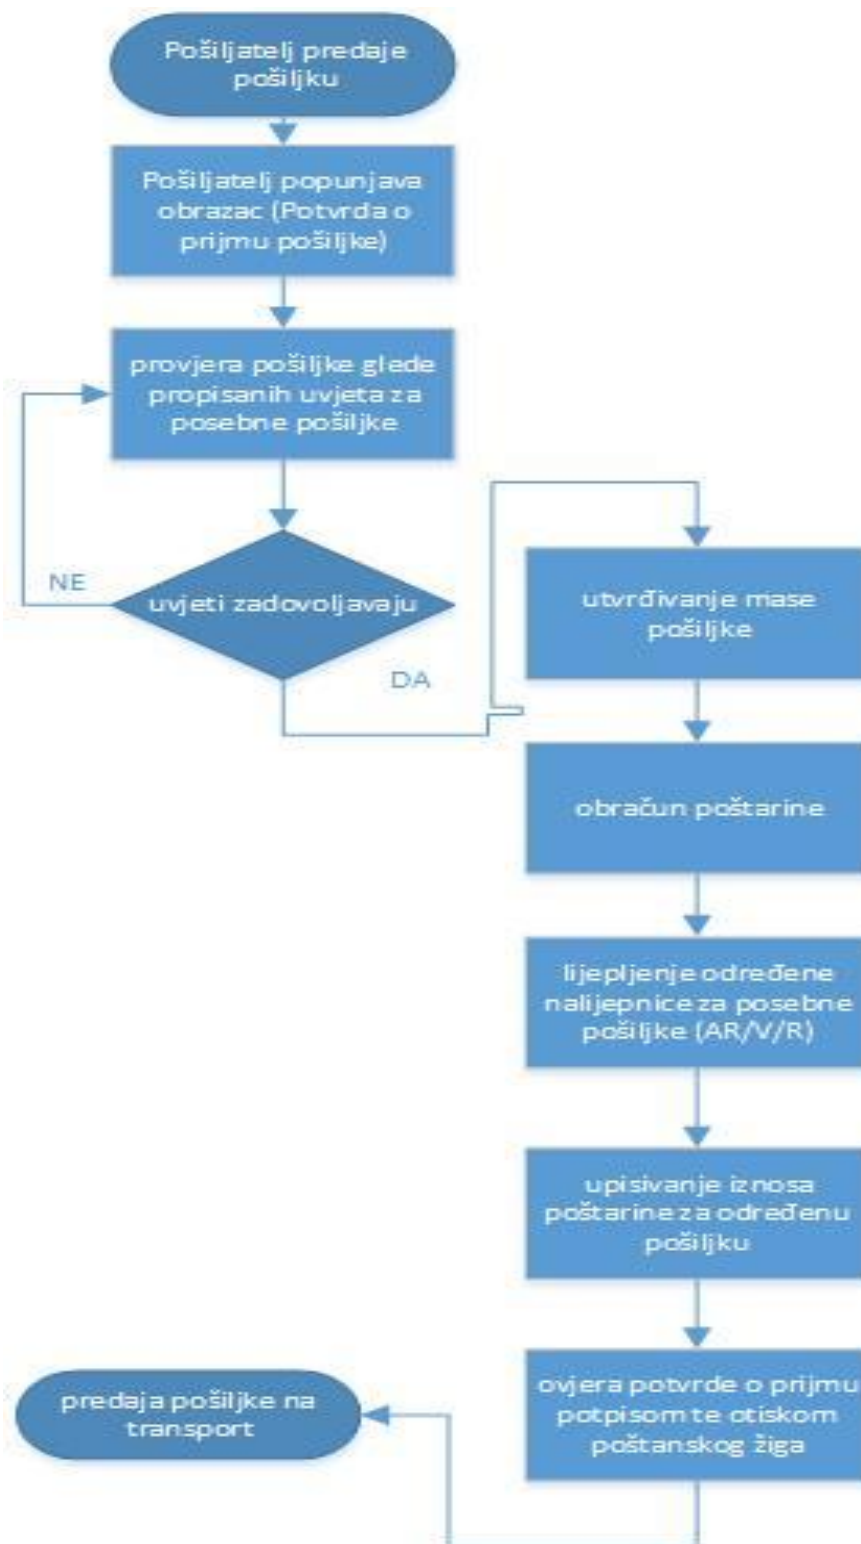 Pošiljatelj predaje
pošiljku
Pošiljatelj popunjava
obrazac (Potvrda o
prijmu pošiljke)
provjera pošiljke glede
propisanih uvjeta za
posebne pošiljke
uvjeti zadovoljavaju
NE
DA
utvrđivanje mase
pošiljke
obračun poštarine
lijepljenje određene
naljepnice za posebne
pošiljke (AR/V/R)
upisivanje iznosa
poštarine za određenu
pošiljku
ovjera potvrde o prijmu
potpisom te otiskom
poštanskog žiga
predaja pošiljke na
transport